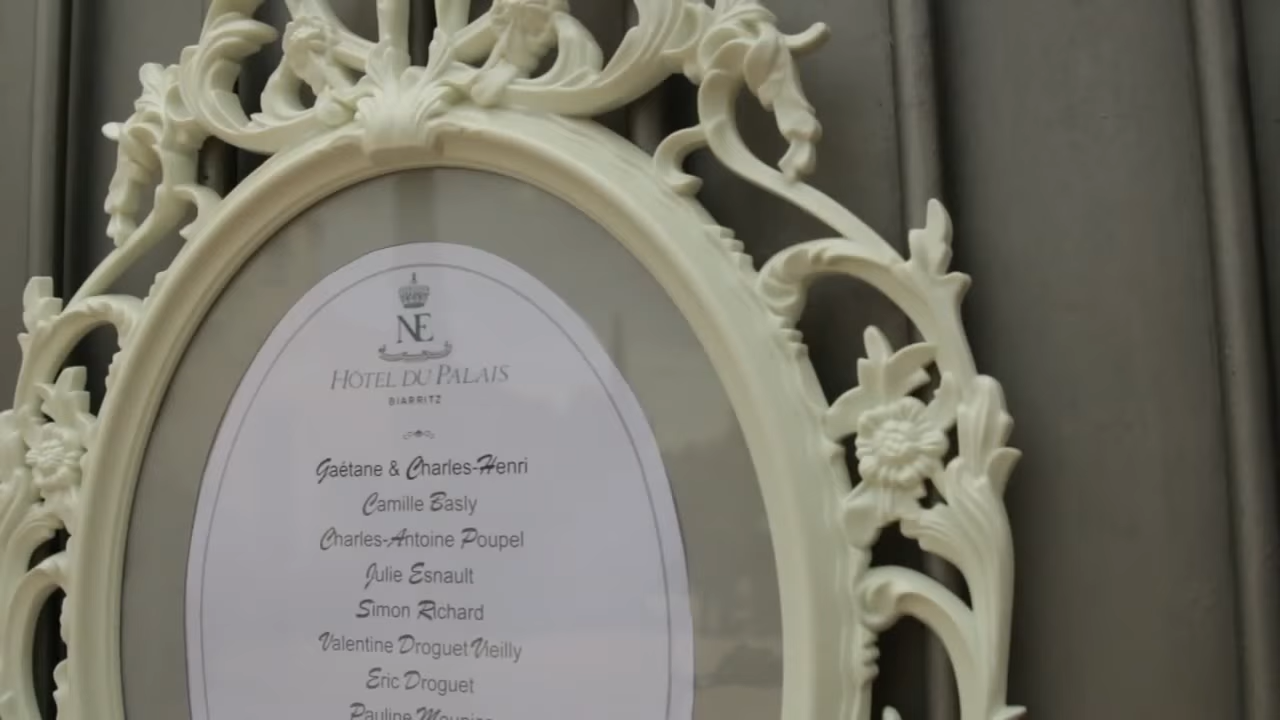 NE
HÔTEL DU PALAIS
BIARRITZ
Gaétane & Charles-Henri
Camille Basly
Charles-Antoine Poupel
Julie Esnault
Simon Richard
Valentine Droguet Vieilly
Eric Droguet
Pauline